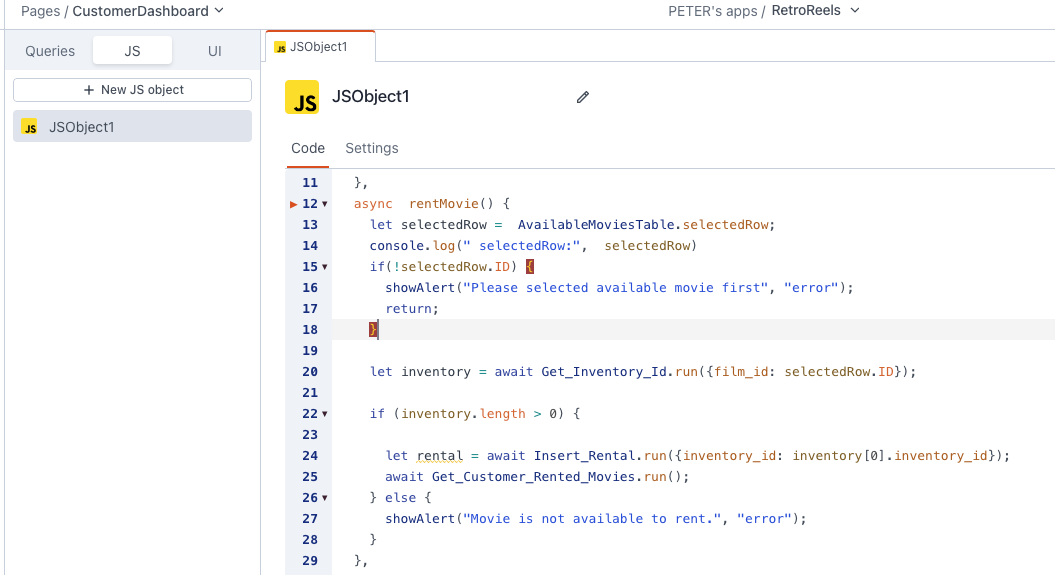 Pages / CustomerDashboard
PETER's apps / RetroReels
Queries JS UI
JS JSObject1
+ New JS object
JS JSObject1
JS JSObject1
Code Settings
11 },
12 async rentMovie() {
13 let selectedRow = AvailableMoviesTable.selectedRow;
14 console.log(" selectedRow:", selectedRow)
15 if(!selectedRow.ID) {
16 showAlert("Please selected available movie first", "error");
17 return;
18 }
19
20 let inventory = await Get_Inventory_Id.run({film_id: selectedRow.ID});
21
22 if (inventory.length > 0) {
23
24 let rental = await Insert_Rental.run({inventory_id: inventory[0].inventory_id});
25 await Get_Customer_Rented_Movies.run();
26 } else {
27 showAlert("Movie is not available to rent.", "error");
28 }
29 },